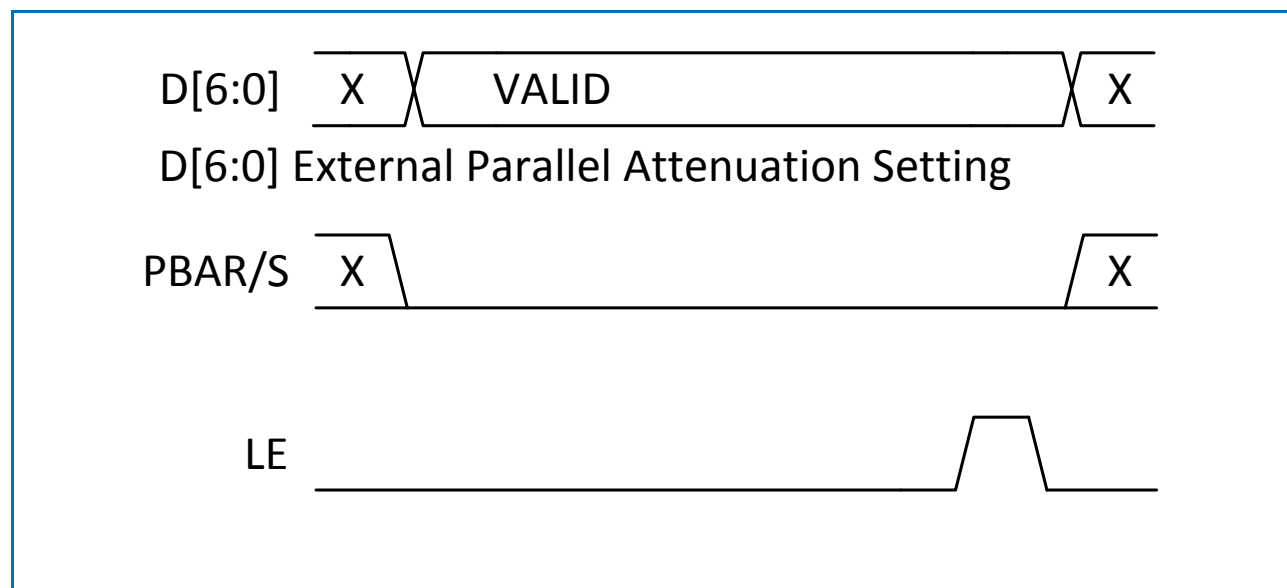 D[6:0] X VALID X
D[6:0] External Parallel Attenuation Setting
PBAR/S X X
LE